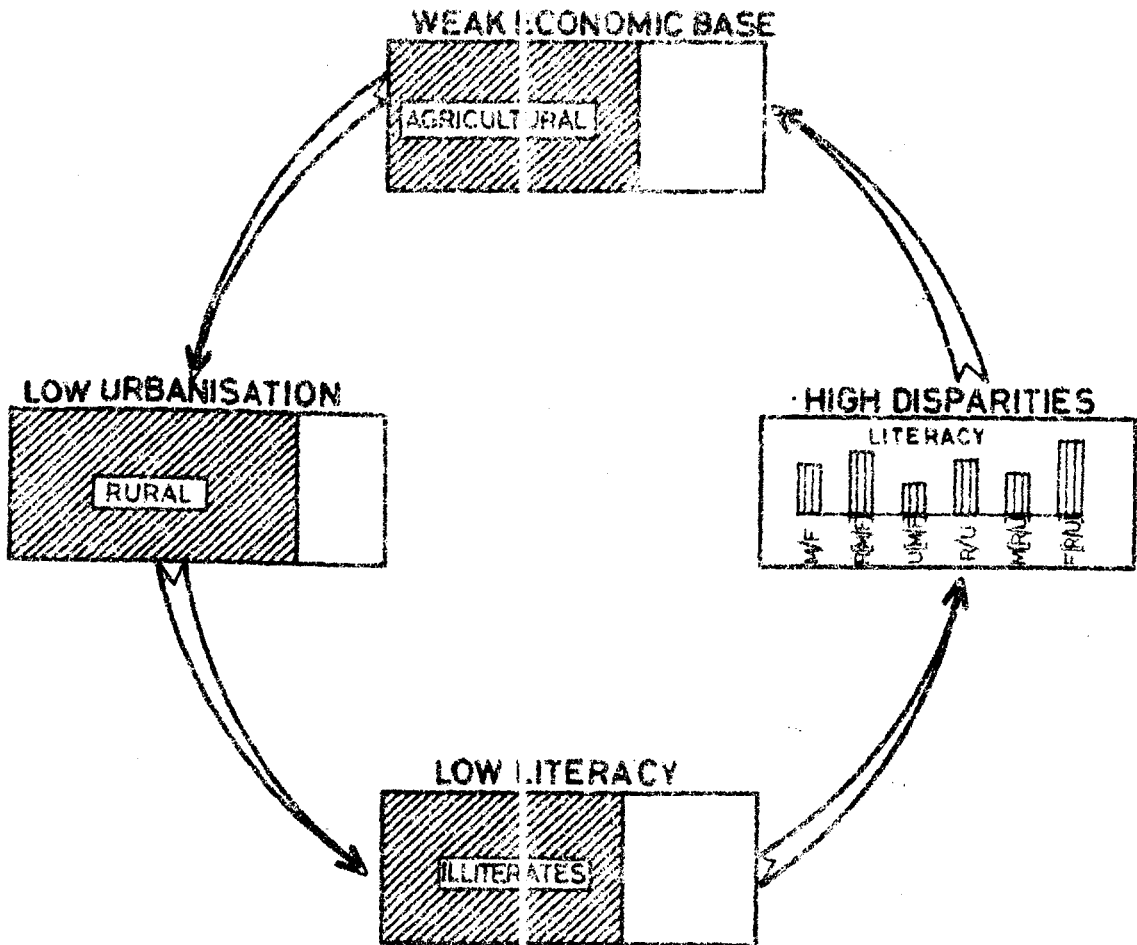 WEAK ECONOMIC BASE
AGRICULTURAL
LOW URBANISATION
RURAL
HIGH DISPARITIES
LITERACY
M/F
R(M/F)
U(M/F)
R/U
M(R/U)
F(R/U)
LOW LITERACY
ILLITERATES